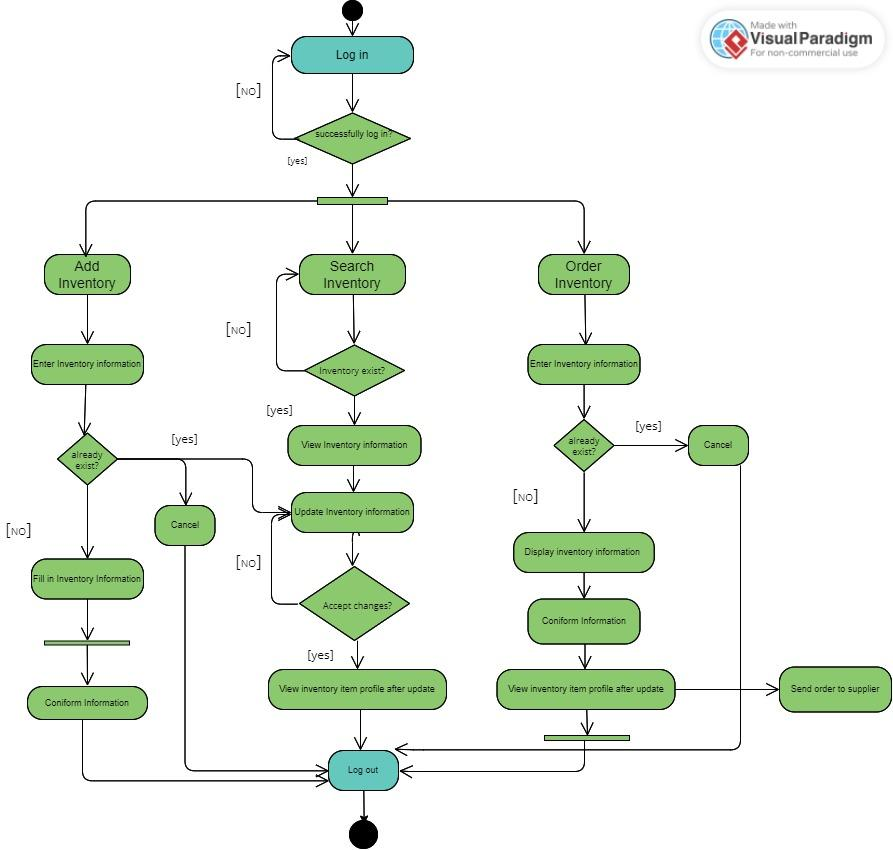 Made with
Visual Paradigm
For non-commercial use
Log in
[NO]
successfully log in?
[yes]
Add
Inventory
Search
Inventory
Order
Inventory
[NO]
Enter Inventory information
Inventory exist?
Enter Inventory information
[yes]
[yes]
[yes]
already
exist?
View Inventory information
already
exist?
Cancel
[NO]
Update Inventory information
Cancel
[NO]
[NO]
Display inventory information
Fill in Inventory Information
Accept changes?
Coniform Information
[yes]
View inventory item profile after update
View inventory item profile after update
Send order to supplier
Coniform Information
Log out